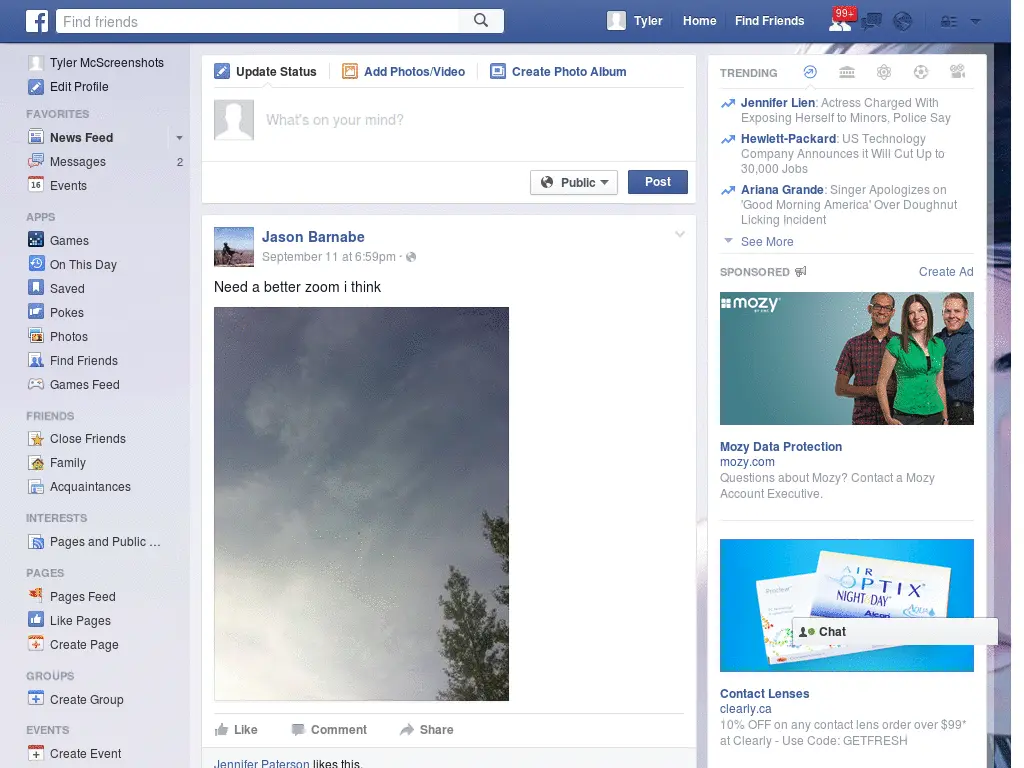 Find friends
Tyler
Home
Find Friends
99+
Tyler McScreenshots
Edit Profile
FAVORITES
News Feed
Messages 2
16 Events
APPS
Games
On This Day
Saved
Pokes
Photos
Find Friends
Games Feed
FRIENDS
Close Friends
Family
Acquaintances
INTERESTS
Pages and Public ...
PAGES
Pages Feed
Like Pages
Create Page
GROUPS
Create Group
EVENTS
Create Event
Update Status
Add Photos/Video
Create Photo Album
What's on your mind?
Public
Post
Jason Barnabe
September 11 at 6:59pm ·
Need a better zoom i think
Like
Comment
Share
Jennifer Paterson likes this.
TRENDING
Jennifer Lien: Actress Charged With
Exposing Herself to Minors, Police Say
Hewlett-Packard: US Technology
Company Announces it Will Cut Up to
30,000 Jobs
Ariana Grande: Singer Apologizes on
'Good Morning America' Over Doughnut
Licking Incident
See More
SPONSORED
Create Ad
mozy
BY EMC
Mozy Data Protection
mozy.com
Questions about Mozy? Contact a Mozy
Account Executive.
AIR
OPTIX
NIGHT DAY
AQUA
Alcon
Chat
Contact Lenses
clearly.ca
10% OFF on any contact lens order over $99*
at Clearly - Use Code: GETFRESH